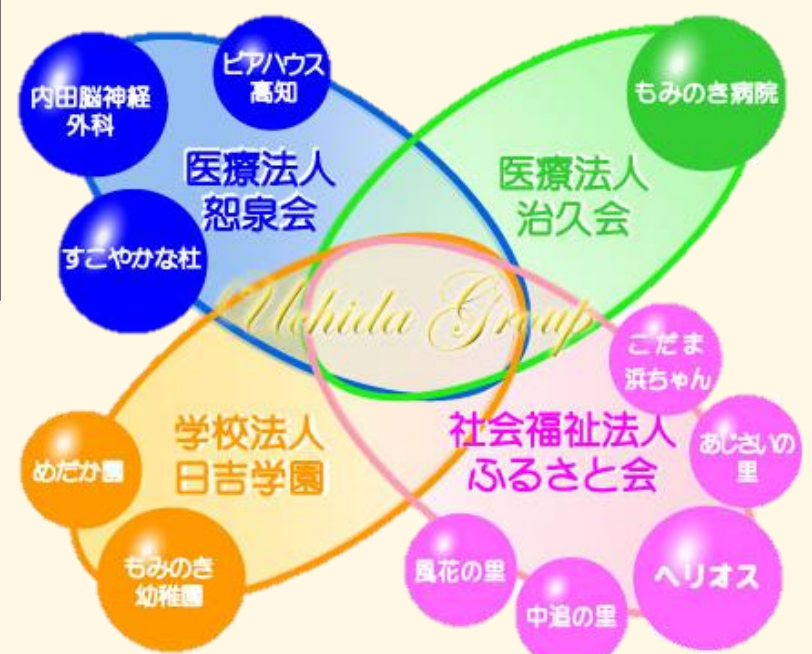 内田脳神経
外科
ピアハウス
高知
すこやかな杜
医療法人
恕泉会
もみのき病院
医療法人
治久会
Uchida Group
めだか園
もみのき
幼稚園
学校法人
日吉学園
社会福祉法人
ふるさと会
こだま
浜ちゃん
あじさいの
里
風花の里
中追の里
ヘリオス